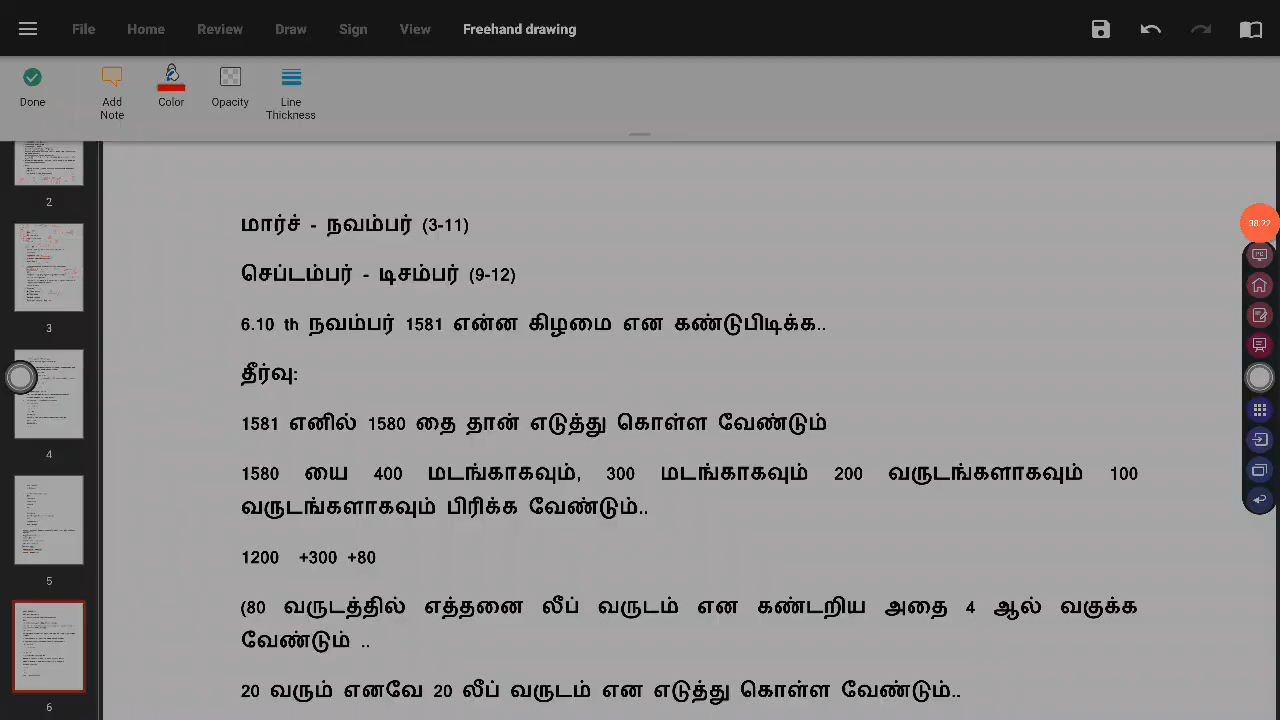 File Home Review Draw Sign View Freehand drawing
Done
Add Note
Color
Opacity
Line Thickness
2
3
4
5
6
38:22
மார்ச் - நவம்பர் (3-11)
செப்டம்பர் - டிசம்பர் (9-12)
6.10 th நவம்பர் 1581 என்ன கிழமை என கண்டுபிடிக்க..
தீர்வு:
1581 எனில் 1580 தை தான் எடுத்து கொள்ள வேண்டும்
1580 யை 400 மடங்காகவும், 300 மடங்காகவும் 200 வருடங்களாகவும் 100
வருடங்களாகவும் பிரிக்க வேண்டும்..
1200 +300 +80
(80 வருடத்தில் எத்தனை லீப் வருடம் என கண்டறிய அதை 4 ஆல் வகுக்க
வேண்டும் ..
20 வரும் எனவே 20 லீப் வருடம் என எடுத்து கொள்ள வேண்டும்..